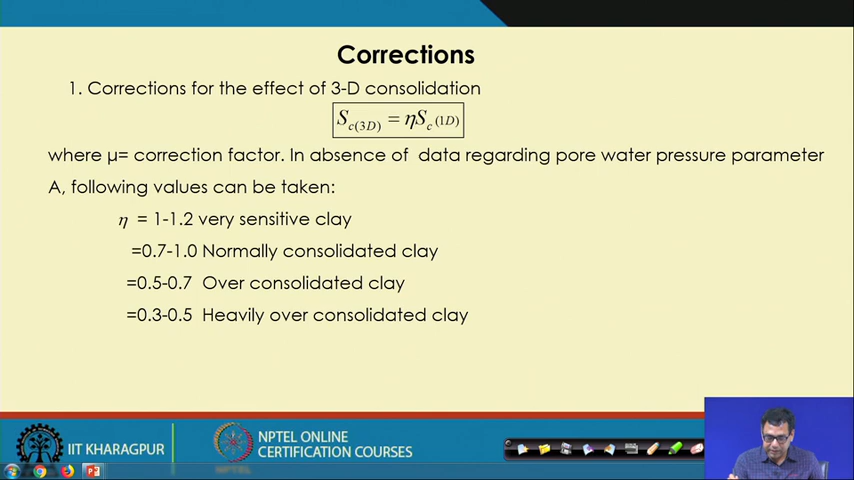 Corrections
1. Corrections for the effect of 3-D consolidation
S_c(3D) = ηS_c(1D)
where μ= correction factor. In absence of data regarding pore water pressure parameter
A, following values can be taken:
η = 1-1.2 very sensitive clay
=0.7-1.0 Normally consolidated clay
=0.5-0.7 Over consolidated clay
=0.3-0.5 Heavily over consolidated clay
IIT KHARAGPUR
NPTEL ONLINE
CERTIFICATION COURSES
NPTEL